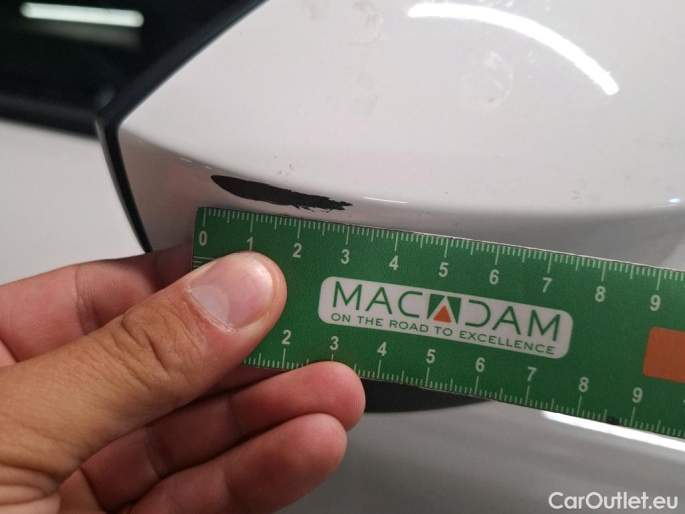 0 1 2 3 4 5 6 7 8 9
MACADAM
ON THE ROAD TO EXCELLENCE
2 3 4 5 6 7 8 9
CarOutlet.eu